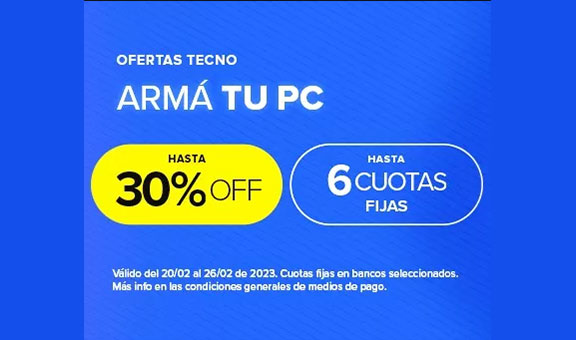 OFERTAS TECNO
ARMÁ TU PC
HASTA
30% OFF
HASTA
6 CUOTAS
FIJAS
Válido del 20/02 al 26/02 de 2023. Cuotas fijas en bancos seleccionados.
Más info en las condiciones generales de medios de pago.